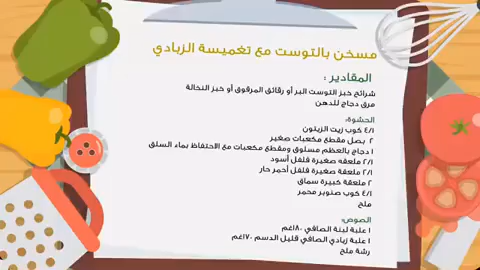 مسخن بالتوست مع تغميسة الزبادي
المقادير :
شرائح خبز التوست البر أو رقائق المرقوق أو خبز النخالة
مرق دجاج للدهن
الحشوة:
١/٤ كوب زيت الزيتون
٢ بصل مقطع مكعبات صغير
١ دجاج بالعظم مسلوق ومقطع مكعبات مع الاحتفاظ بماء السلق
١/٢ ملعقه صغيرة فلفل أسود
١/٢ ملعقة صغيرة فلفل أحمر حار
٢ ملعقة كبيرة سماق
١/٤ كوب صنوبر محمر
ملح
الصوص:
١ علبة لبنة الصافي ١٨٠غم
١ علبة زبادي الصافي قليل الدسم ١٧٠غم
رشة ملح